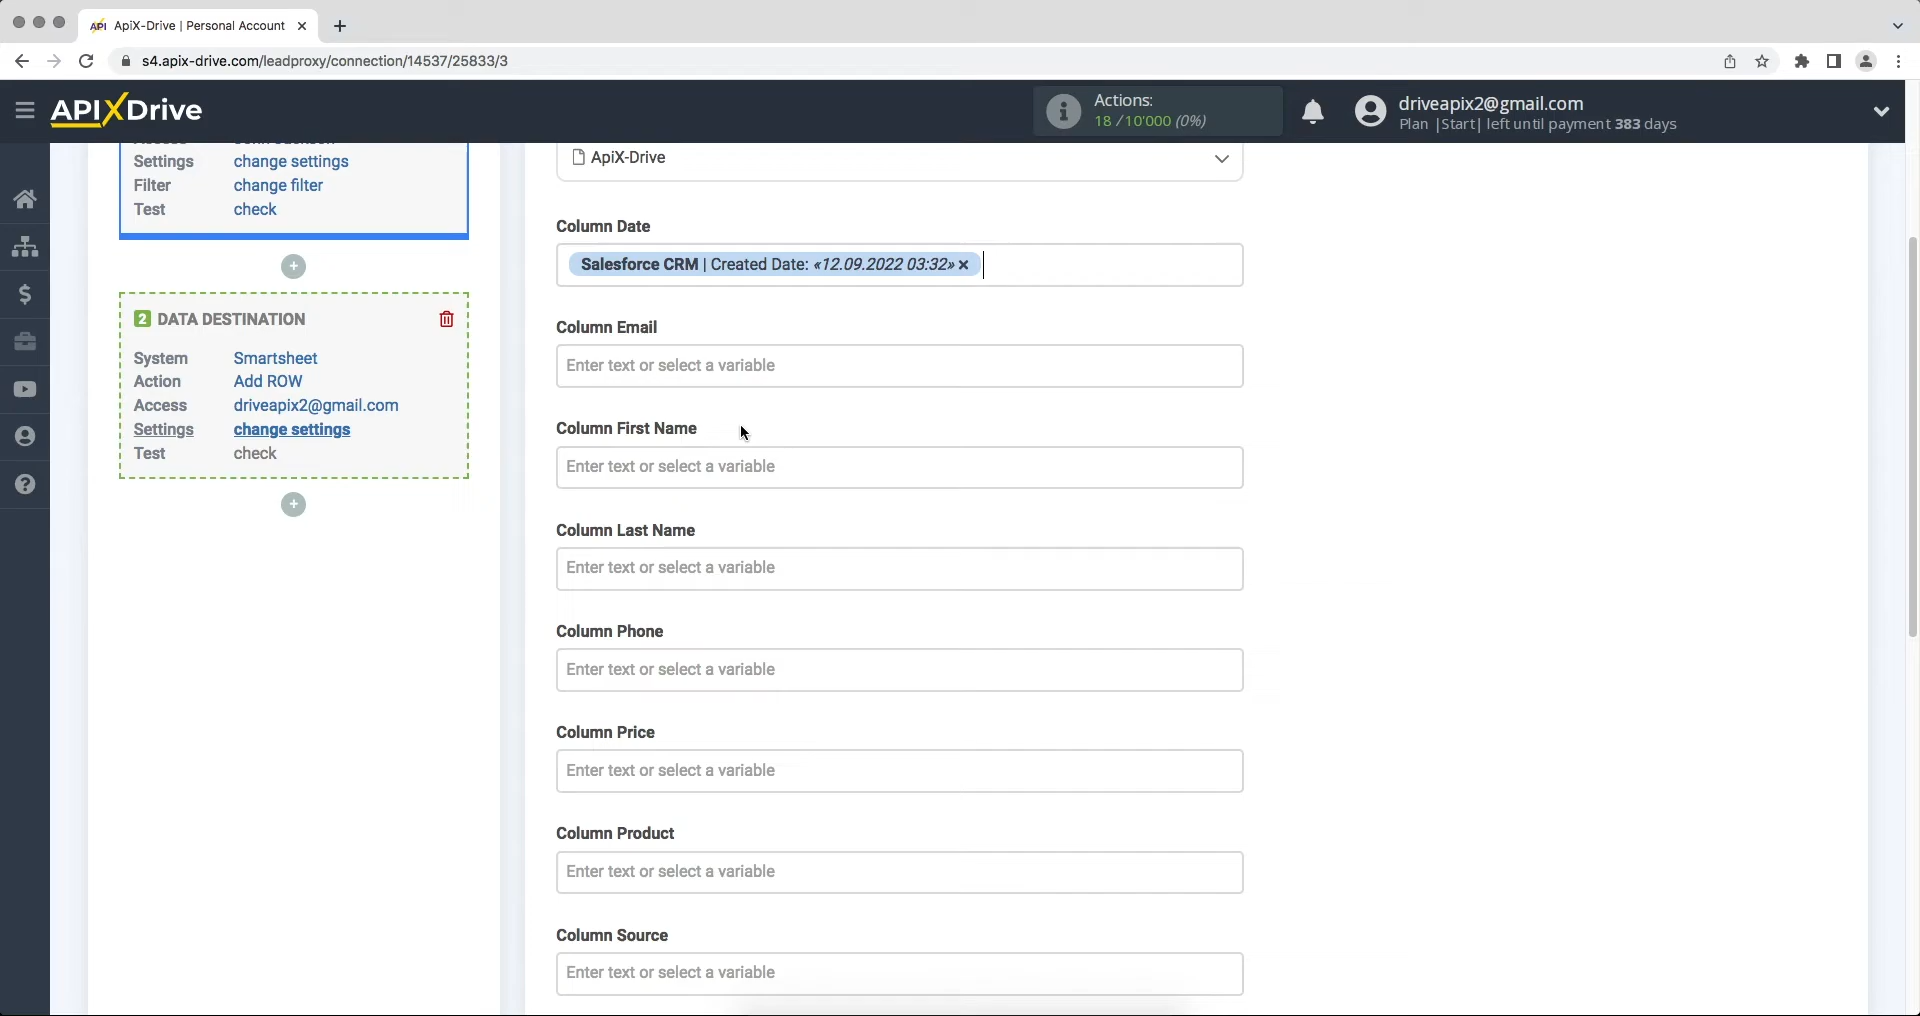 API ApiX-Drive | Personal Account
s4.apix-drive.com/leadproxy/connection/14537/25833/3
APIXDrive
Actions:
18 / 10'000 (0%)
driveapix2@gmail.com
Plan |Start| left until payment 383 days
Settings change settings
Filter change filter
Test check
2 DATA DESTINATION
System Smartsheet
Action Add ROW
Access driveapix2@gmail.com
Settings change settings
Test check
ApiX-Drive
Column Date
Salesforce CRM | Created Date: «12.09.2022 03:32»
Column Email
Enter text or select a variable
Column First Name
Enter text or select a variable
Column Last Name
Enter text or select a variable
Column Phone
Enter text or select a variable
Column Price
Enter text or select a variable
Column Product
Enter text or select a variable
Column Source
Enter text or select a variable